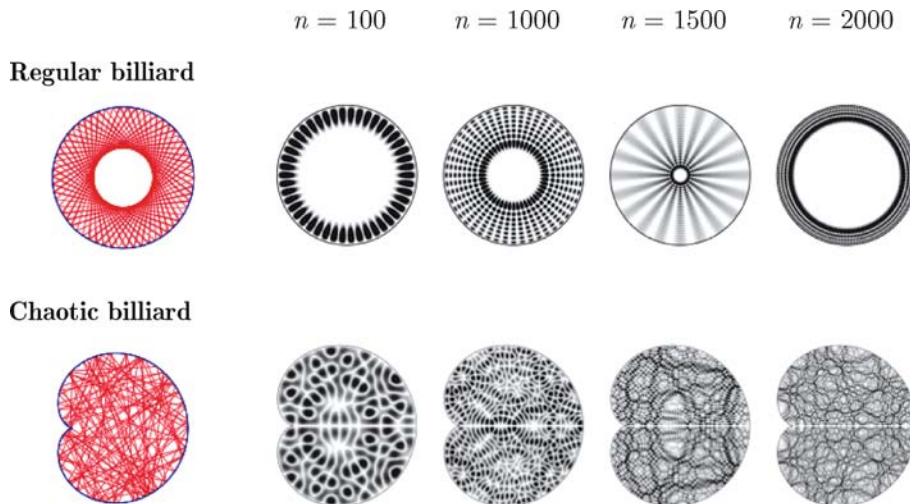 n = 100 n = 1000 n = 1500 n = 2000
Regular billiard
Chaotic billiard